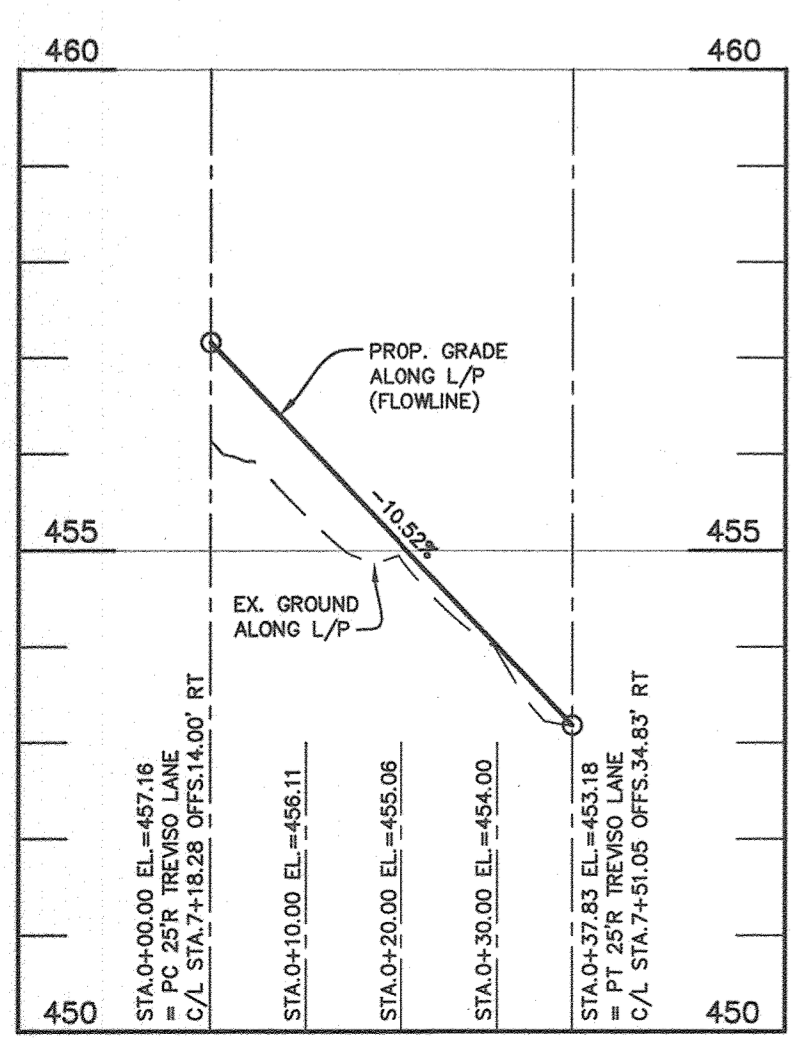 460
460
PROP. GRADE
ALONG L/P
(FLOWLINE)
-10.52%
455
455
EX. GROUND
ALONG L/P
STA.0+00.00 EL.=457.16
= PC 25'R TREVISO LANE
C/L STA.7+18.28 OFFS.14.00' RT
STA.0+10.00 EL.=456.11
STA.0+20.00 EL.=455.06
STA.0+30.00 EL.=454.00
STA.0+37.83 EL.=453.18
= PT 25'R TREVISO LANE
C/L STA.7+51.05 OFFS.34.83' RT
450
450